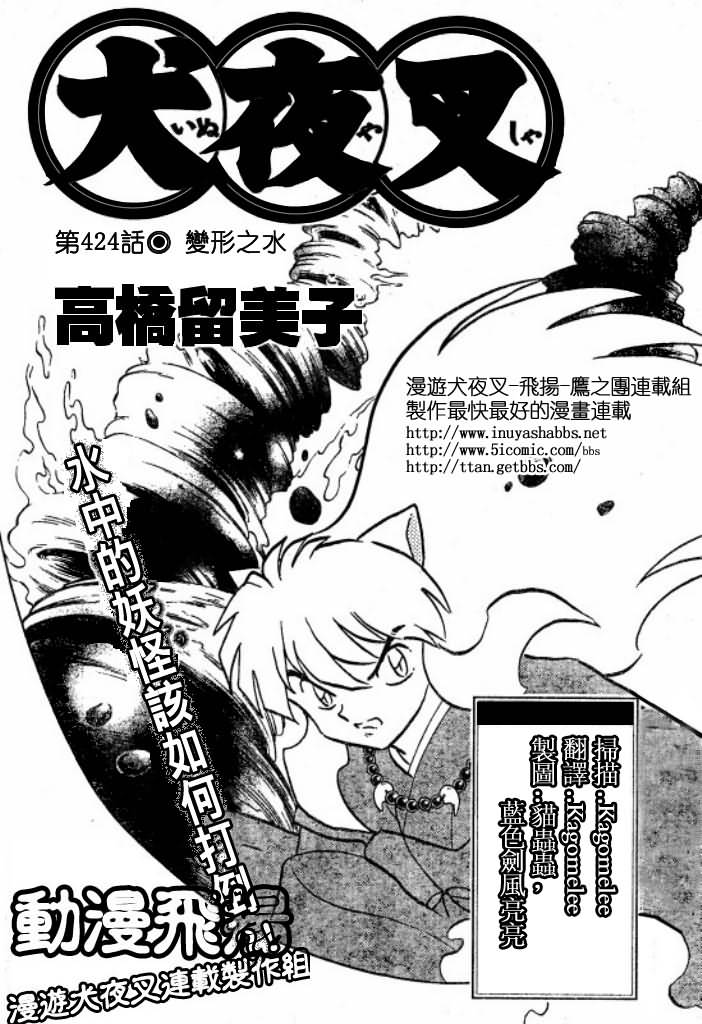 犬夜叉
いぬ や しゃ
第424話◉ 變形之水
高橋留美子
漫遊犬夜叉-飛揚-鷹之團連載組
製作最快最好的漫畫連載
http://www.inuyashabbs.net
http://www.5icomic.com/bbs
http://ttan.getbbs.com/
水中的妖怪該如何打倒?!
掃描..Kagomelee
翻譯..Kagomelee
製圖..貓蟲蟲,
藍色劍風亮亮
動漫飛揚
漫遊犬夜叉連載製作組